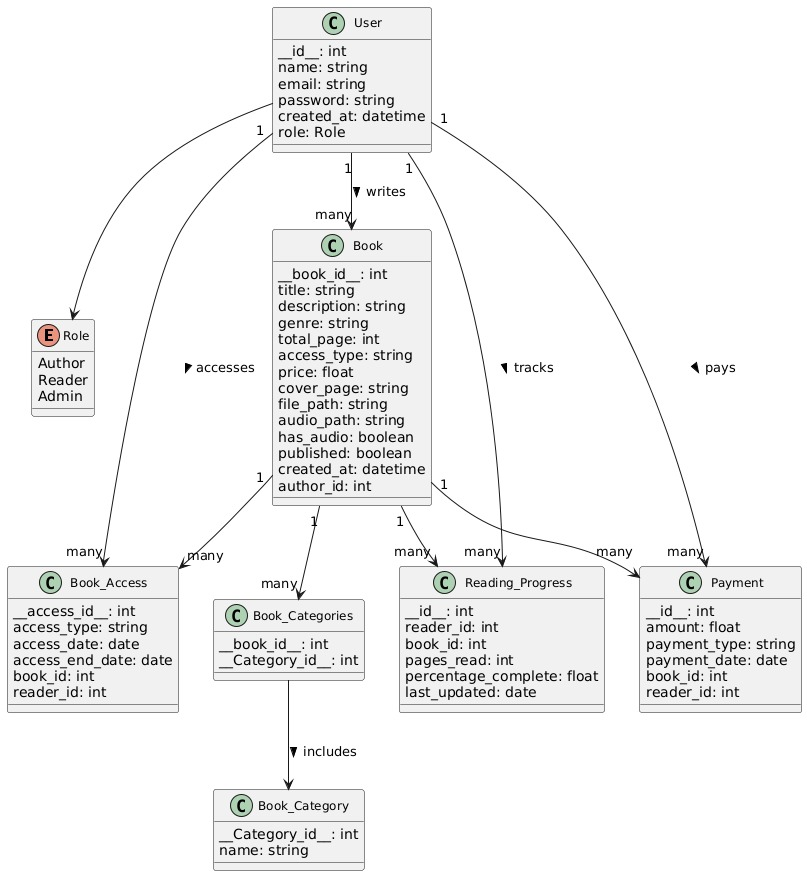 C User
__id__: int
name: string
email: string
password: string
created_at: datetime
role: Role
1
1
1
1
writes
many
C Book
__book_id__: int
title: string
description: string
genre: string
total_page: int
access_type: string
price: float
cover_page: string
file_path: string
audio_path: string
has_audio: boolean
published: boolean
created_at: datetime
author_id: int
E Role
Author
Reader
Admin
accesses
tracks
pays
1
1
1
1
many
many
many
many
many
many
many
C Book_Access
__access_id__: int
access_type: string
access_date: date
access_end_date: date
book_id: int
reader_id: int
C Book_Categories
__book_id__: int
__Category_id__: int
C Reading_Progress
__id__: int
reader_id: int
book_id: int
pages_read: int
percentage_complete: float
last_updated: date
C Payment
__id__: int
amount: float
payment_type: string
payment_date: date
book_id: int
reader_id: int
includes
C Book_Category
__Category_id__: int
name: string